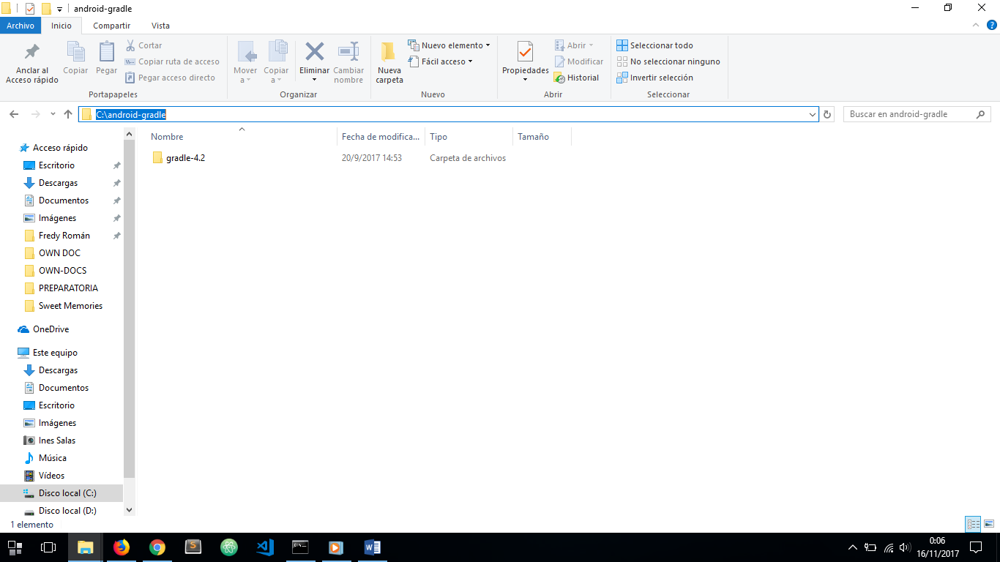 android-gradle
Archivo Inicio Compartir Vista
Anclar al Acceso rápido
Copiar
Pegar
Cortar
Copiar ruta de acceso
Pegar acceso directo
Portapapeles
Mover a
Copiar a
Eliminar
Cambiar nombre
Organizar
Nueva carpeta
Nuevo elemento
Fácil acceso
Nuevo
Propiedades
Abrir
Modificar
Historial
Abrir
Seleccionar todo
No seleccionar ninguno
Invertir selección
Seleccionar
C:\android-gradle
Buscar en android-gradle
Nombre Fecha de modifica... Tipo Tamaño
gradle-4.2 20/9/2017 14:53 Carpeta de archivos
Acceso rápido
Escritorio
Descargas
Documentos
Imágenes
Fredy Román
OWN DOC
OWN-DOCS
PREPARATORIA
Sweet Memories
OneDrive
Este equipo
Descargas
Documentos
Escritorio
Imágenes
Ines Salas
Música
Vídeos
Disco local (C:)
Disco local (D:)
1 elemento
0:06
16/11/2017